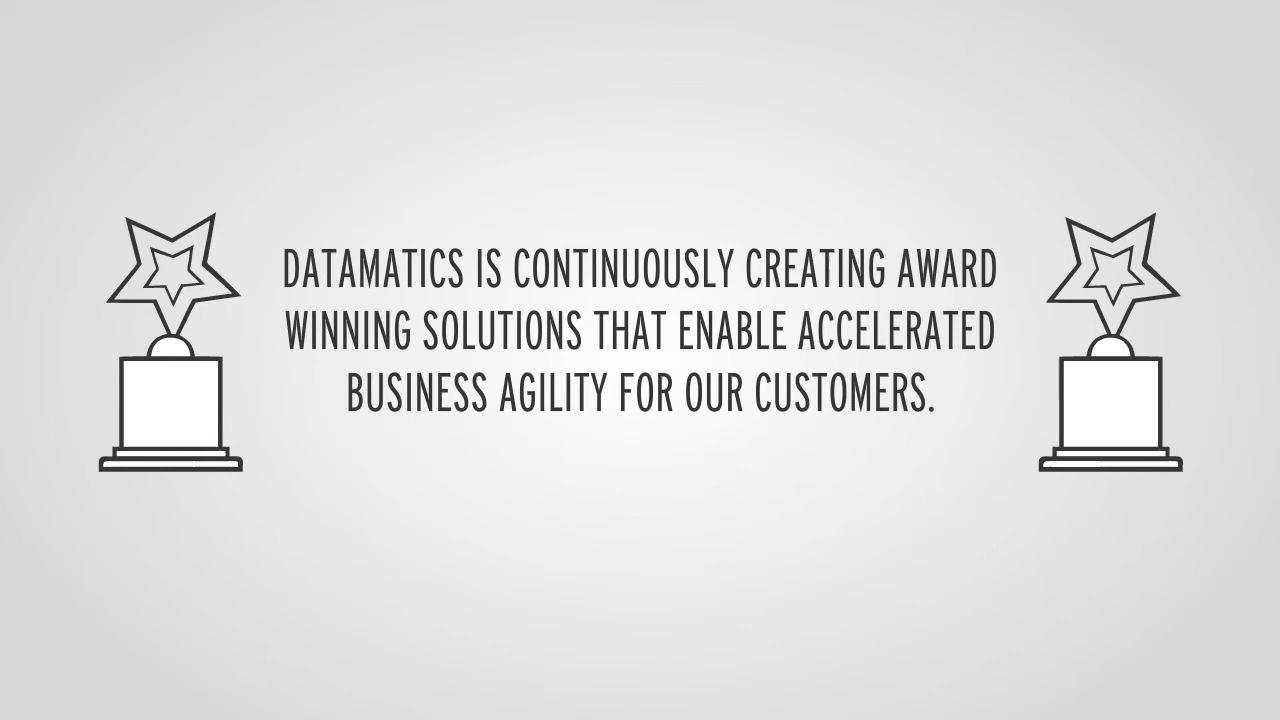 DATAMATICS IS CONTINUOUSLY CREATING AWARD
WINNING SOLUTIONS THAT ENABLE ACCELERATED
BUSINESS AGILITY FOR OUR CUSTOMERS.